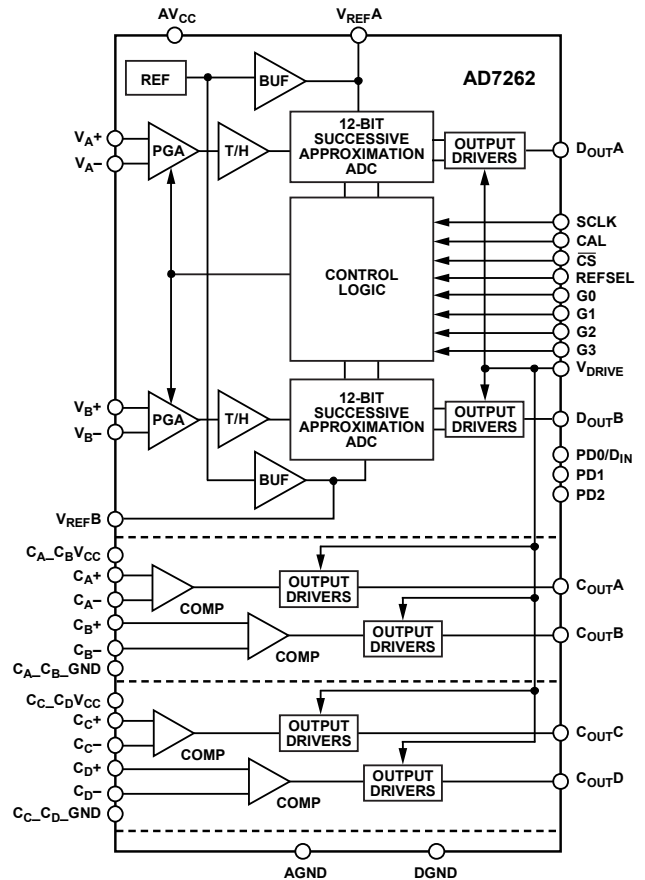 AVCC
VREFA
REF
BUF
AD7262
VA+
VA−
PGA
T/H
12-BIT
SUCCESSIVE
APPROXIMATION
ADC
OUTPUT
DRIVERS
DOUTA
CONTROL
LOGIC
SCLK
CAL
C̅S̅
REFSEL
G0
G1
G2
G3
VDRIVE
VB+
VB−
PGA
T/H
12-BIT
SUCCESSIVE
APPROXIMATION
ADC
OUTPUT
DRIVERS
DOUTB
BUF
PD0/DIN
PD1
PD2
VREFB
CA_CBVCC
CA+
CA−
COMP
OUTPUT
DRIVERS
COUTA
CB+
CB−
COMP
OUTPUT
DRIVERS
COUTB
CA_CB_GND
CC_CDVCC
CC+
CC−
COMP
OUTPUT
DRIVERS
COUTC
CD+
CD−
COMP
OUTPUT
DRIVERS
COUTD
CC_CD_GND
AGND
DGND